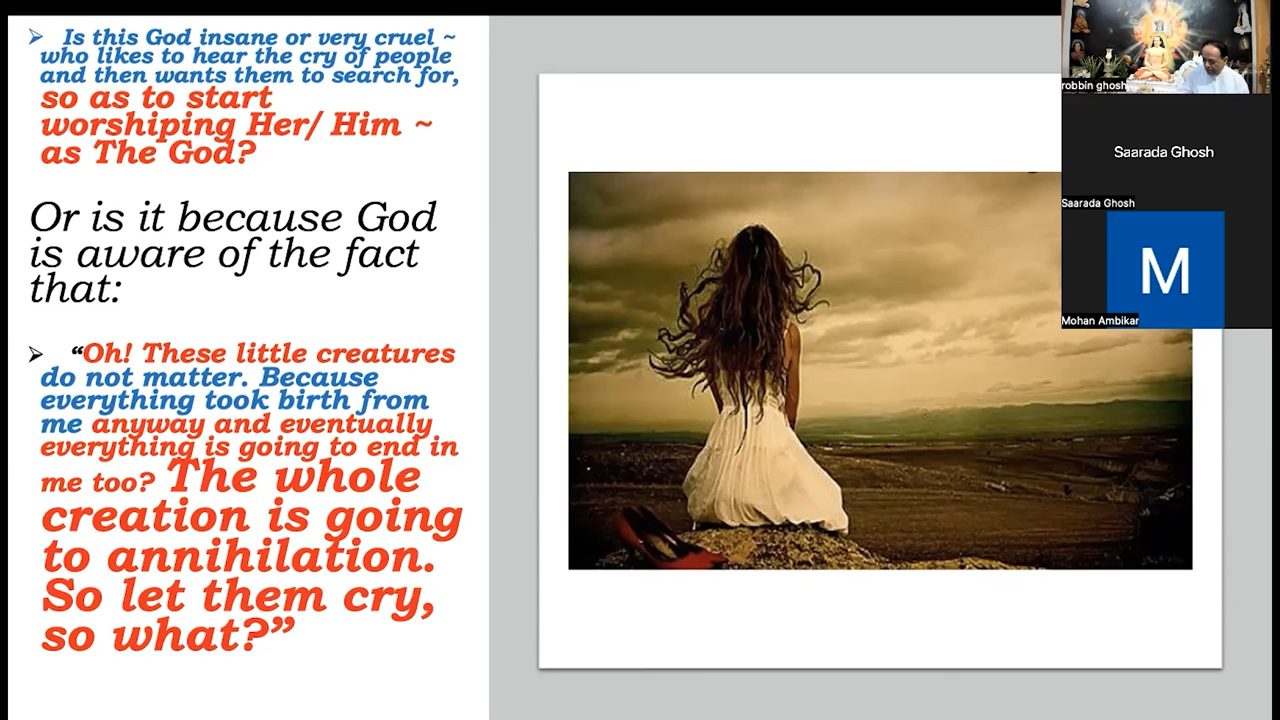 ➢ Is this God insane or very cruel ~
who likes to hear the cry of people
and then wants them to search for,
so as to start
worshiping Her/ Him ~
as The God?
Or is it because God
is aware of the fact
that:
➢ “Oh! These little creatures
do not matter. Because
everything took birth from
me anyway and eventually
everything is going to end in
me too? The whole
creation is going
to annihilation.
So let them cry,
so what?”
robbin ghosh
Saarada Ghosh
Saarada Ghosh
M
Mohan Ambikar